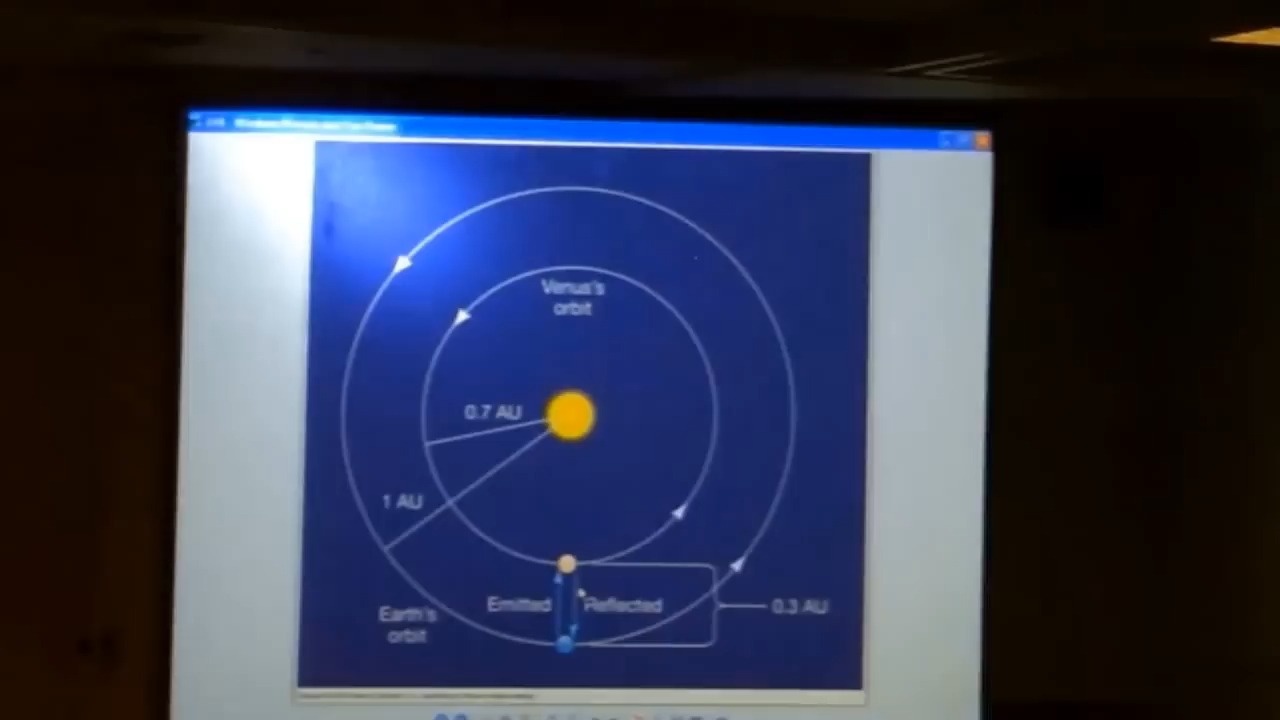 Venus's
orbit
0.7 AU
1 AU
Emitted
Reflected
0.3 AU
Earth's
orbit